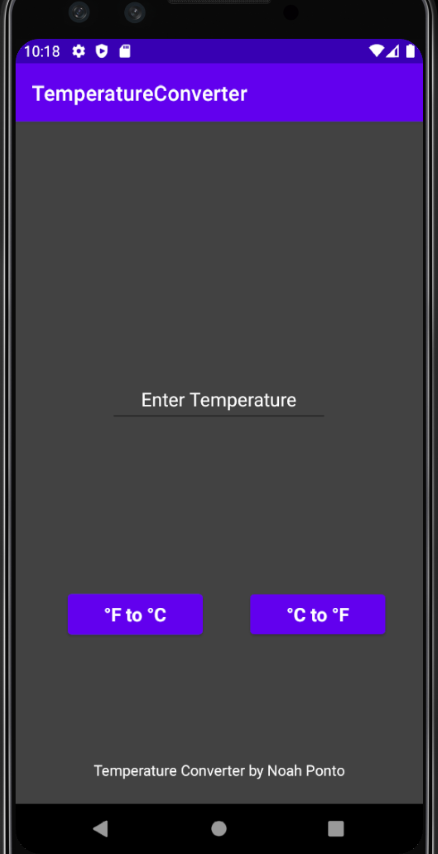 10:18
TemperatureConverter
Enter Temperature
°F to °C
°C to °F
Temperature Converter by Noah Ponto